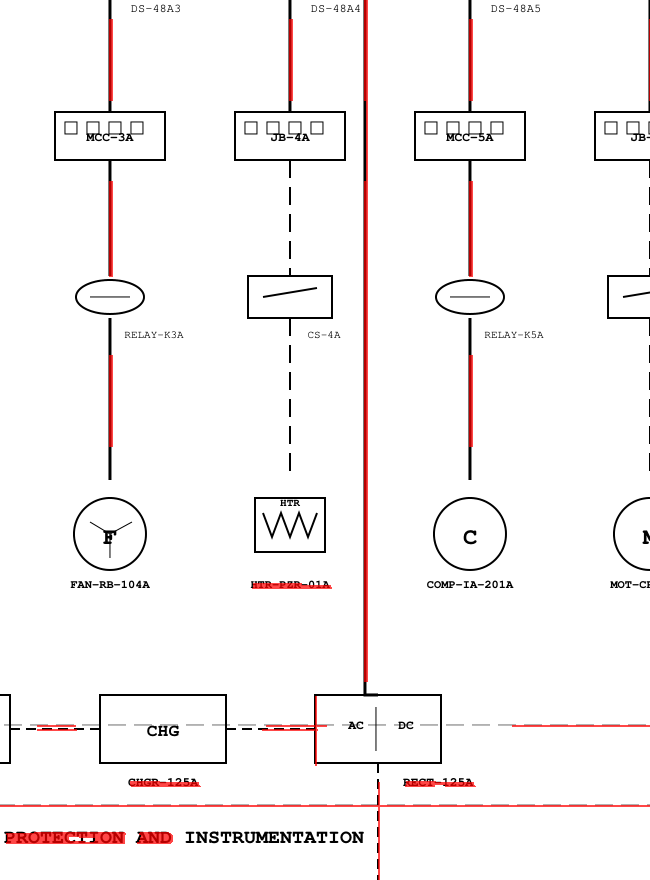 DS-48A3 DS-48A4 DS-48A5
MCC-3A JB-4A MCC-5A JB-
RELAY-K3A CS-4A RELAY-K5A
HTR
F C M
FAN-RB-104A HTR-PZR-01A COMP-IA-201A MOT-C
CHG AC DC
CHGR-125A RECT-125A
PROTECTION AND INSTRUMENTATION